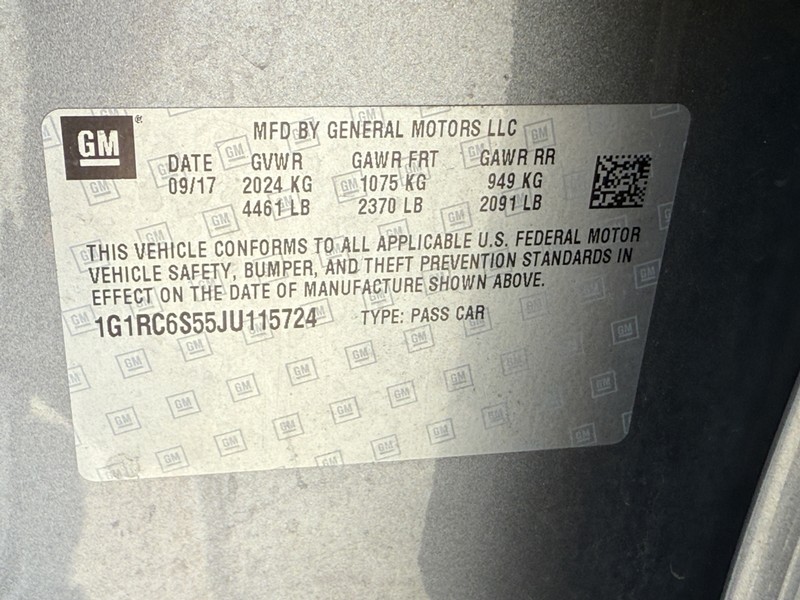 GM ® MFD BY GENERAL MOTORS LLC
DATE GVWR GAWR FRT GAWR RR
09/17 2024 KG 1075 KG 949 KG
4461 LB 2370 LB 2091 LB
THIS VEHICLE CONFORMS TO ALL APPLICABLE U.S. FEDERAL MOTOR
VEHICLE SAFETY, BUMPER, AND THEFT PREVENTION STANDARDS IN
EFFECT ON THE DATE OF MANUFACTURE SHOWN ABOVE.
1G1RC6S55JU115724 TYPE: PASS CAR